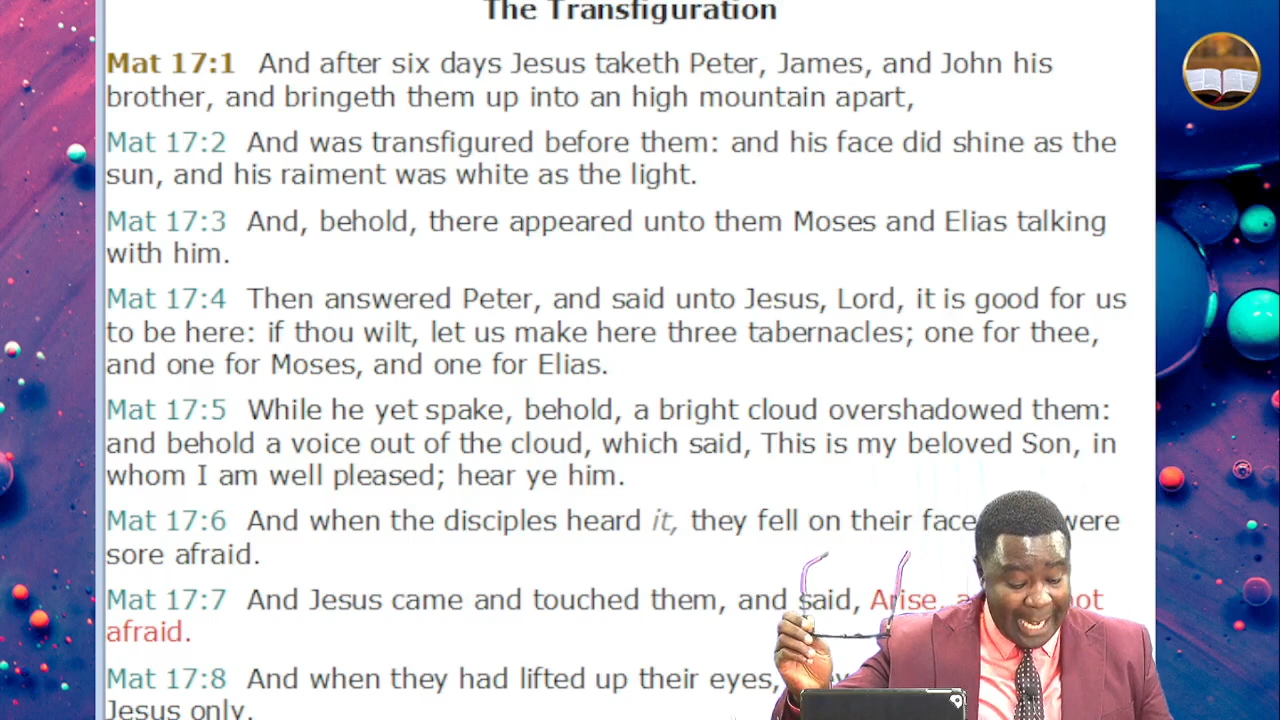 The Transfiguration
Mat 17:1 And after six days Jesus taketh Peter, James, and John his
brother, and bringeth them up into an high mountain apart,
Mat 17:2 And was transfigured before them: and his face did shine as the
sun, and his raiment was white as the light.
Mat 17:3 And, behold, there appeared unto them Moses and Elias talking
with him.
Mat 17:4 Then answered Peter, and said unto Jesus, Lord, it is good for us
to be here: if thou wilt, let us make here three tabernacles; one for thee,
and one for Moses, and one for Elias.
Mat 17:5 While he yet spake, behold, a bright cloud overshadowed them:
and behold a voice out of the cloud, which said, This is my beloved Son, in
whom I am well pleased; hear ye him.
Mat 17:6 And when the disciples heard it, they fell on their face were
sore afraid.
Mat 17:7 And Jesus came and touched them, and said, Arise, not
afraid.
Mat 17:8 And when they had lifted up their eyes,
Jesus only.